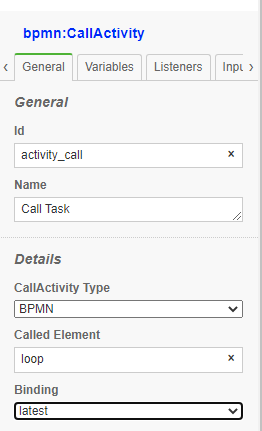 bpmn:CallActivity
‹ General Variables Listeners Inpu ›
General
Id
activity_call ×
Name
Call Task
Details
CallActivity Type
BPMN
Called Element
loop ×
Binding
latest